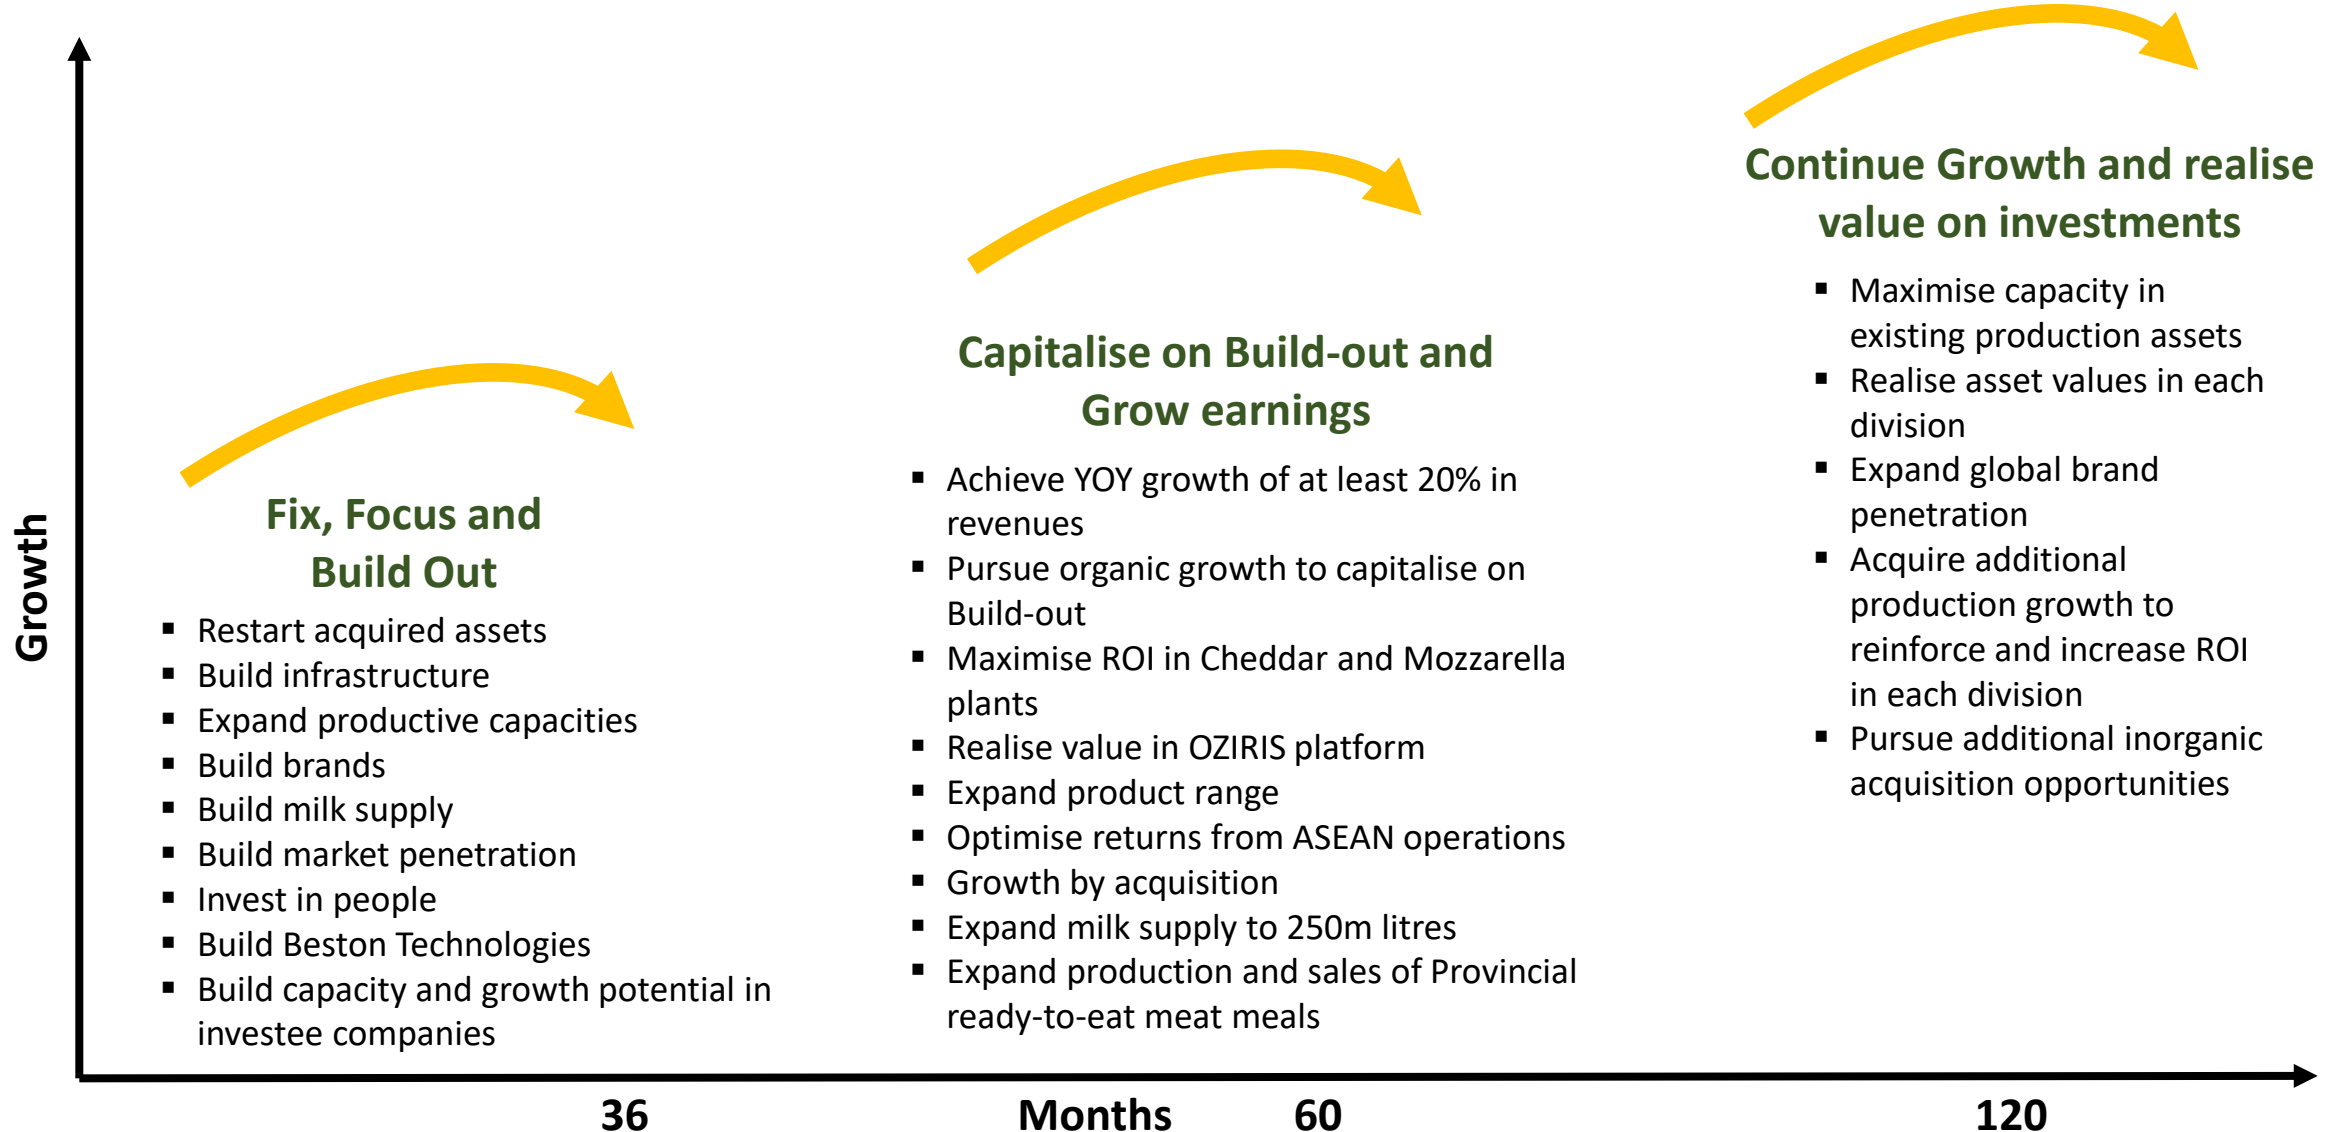 Growth
Fix, Focus and
Build Out
▪ Restart acquired assets
▪ Build infrastructure
▪ Expand productive capacities
▪ Build brands
▪ Build milk supply
▪ Build market penetration
▪ Invest in people
▪ Build Beston Technologies
▪ Build capacity and growth potential in
investee companies
Capitalise on Build-out and
Grow earnings
▪ Achieve YOY growth of at least 20% in
revenues
▪ Pursue organic growth to capitalise on
Build-out
▪ Maximise ROI in Cheddar and Mozzarella
plants
▪ Realise value in OZIRIS platform
▪ Expand product range
▪ Optimise returns from ASEAN operations
▪ Growth by acquisition
▪ Expand milk supply to 250m litres
▪ Expand production and sales of Provincial
ready-to-eat meat meals
Continue Growth and realise
value on investments
▪ Maximise capacity in
existing production assets
▪ Realise asset values in each
division
▪ Expand global brand
penetration
▪ Acquire additional
production growth to
reinforce and increase ROI
in each division
▪ Pursue additional inorganic
acquisition opportunities
36 Months 60 120